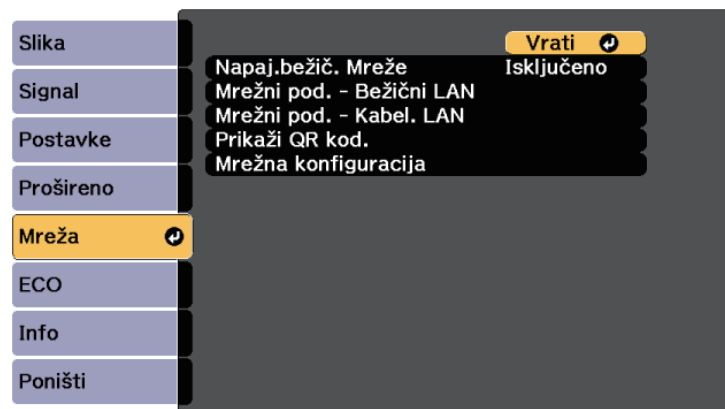 Slika
Signal
Postavke
Prošireno
Mreža
ECO
Info
Poništi
Vrati
Napaj.bežič. Mreže Isključeno
Mrežni pod. - Bežični LAN
Mrežni pod. - Kabel. LAN
Prikaži QR kod.
Mrežna konfiguracija